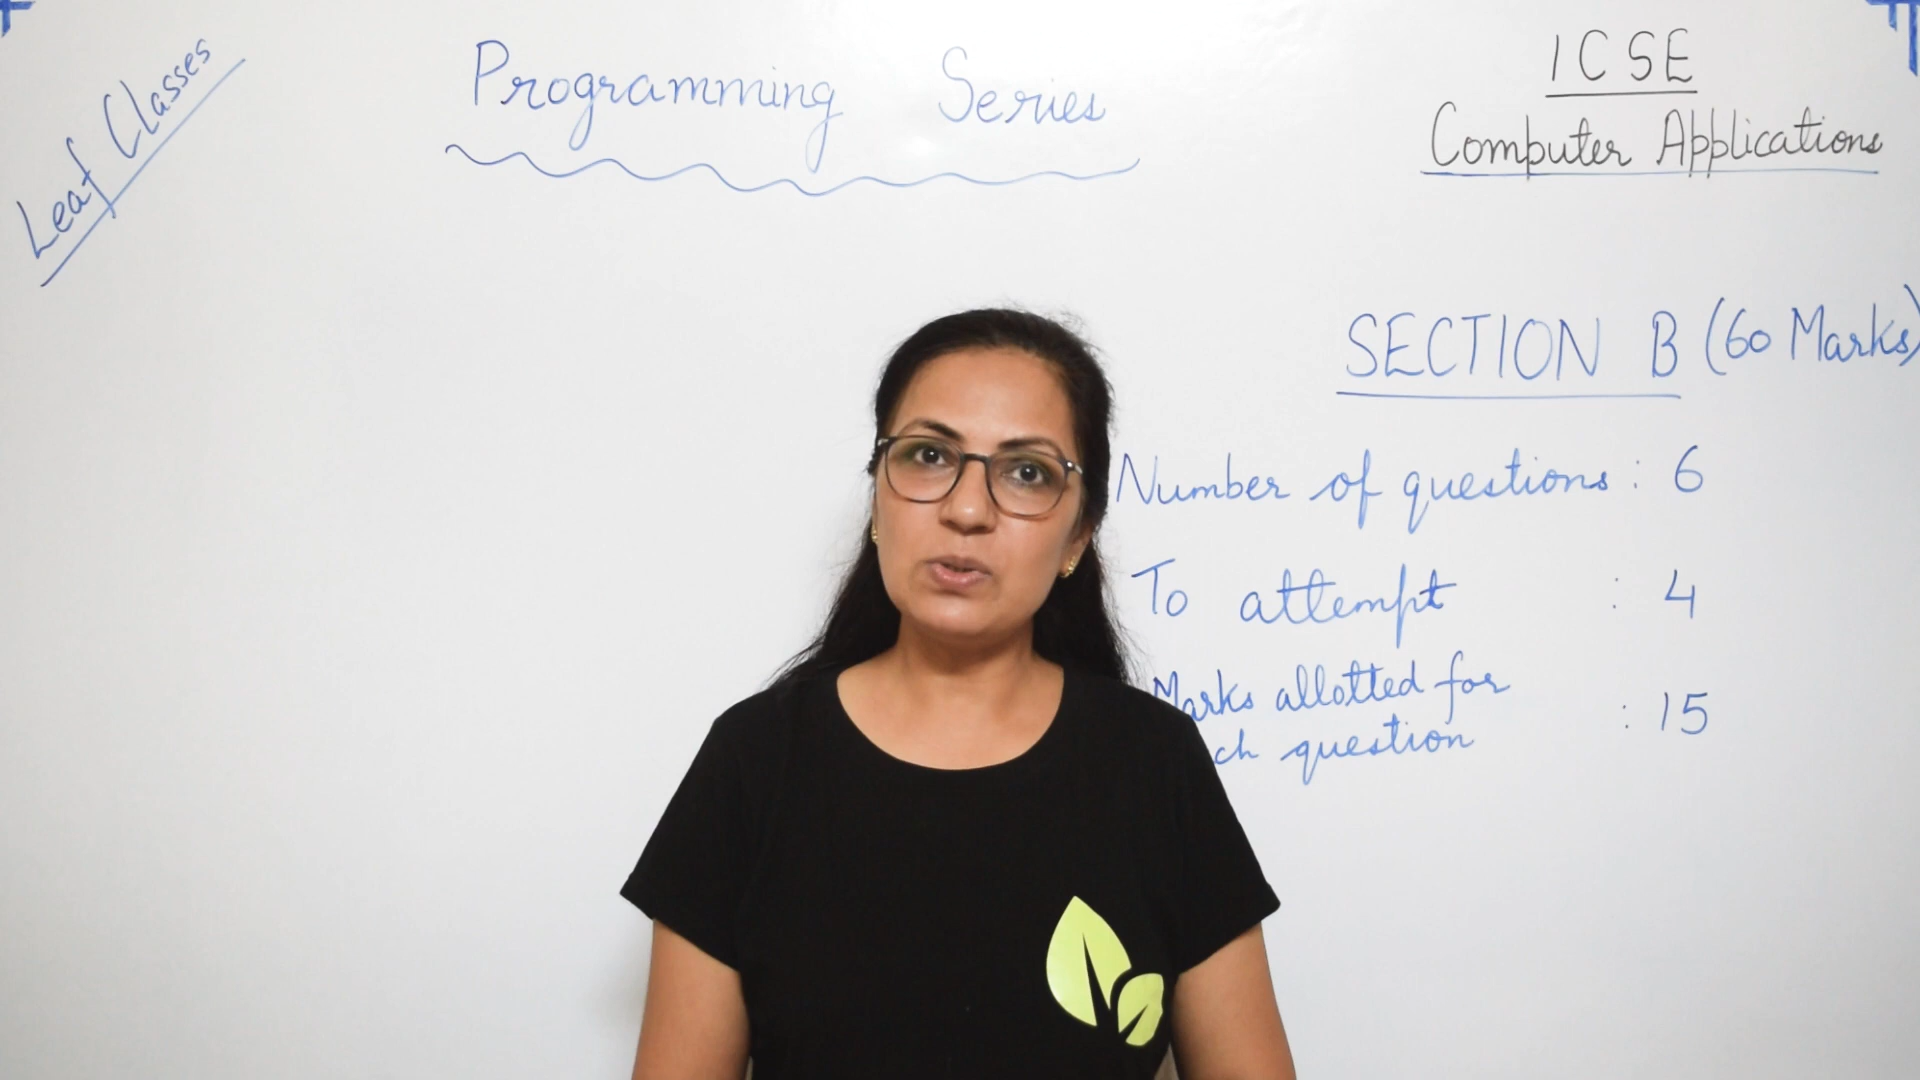 Leaf Classes
Programming Series
ICSE
Computer Applications
SECTION B (60 Marks)
Number of questions : 6
To attempt : 4
Marks allotted for
ch question : 15